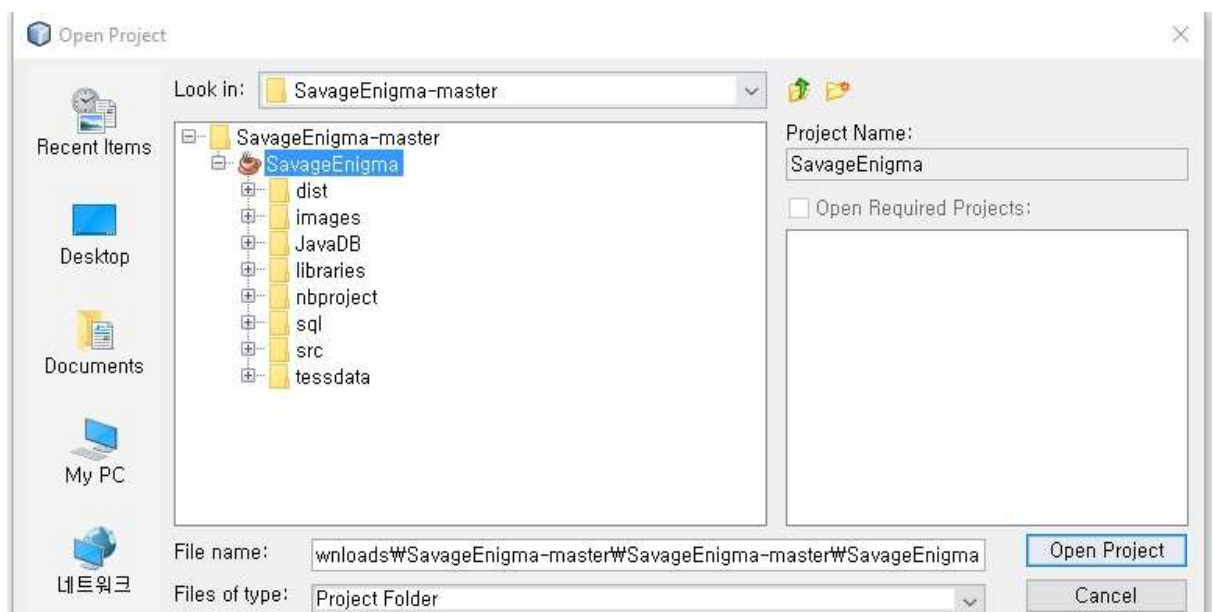 Open Project
Look in: SavageEnigma-master
Recent Items
Desktop
Documents
My PC
네트워크
SavageEnigma-master
SavageEnigma
dist
images
JavaDB
libraries
nbproject
sql
src
tessdata
Project Name:
SavageEnigma
Open Required Projects:
File name: wnloads₩SavageEnigma-master₩SavageEnigma-master₩SavageEnigma
Open Project
Files of type: Project Folder
Cancel